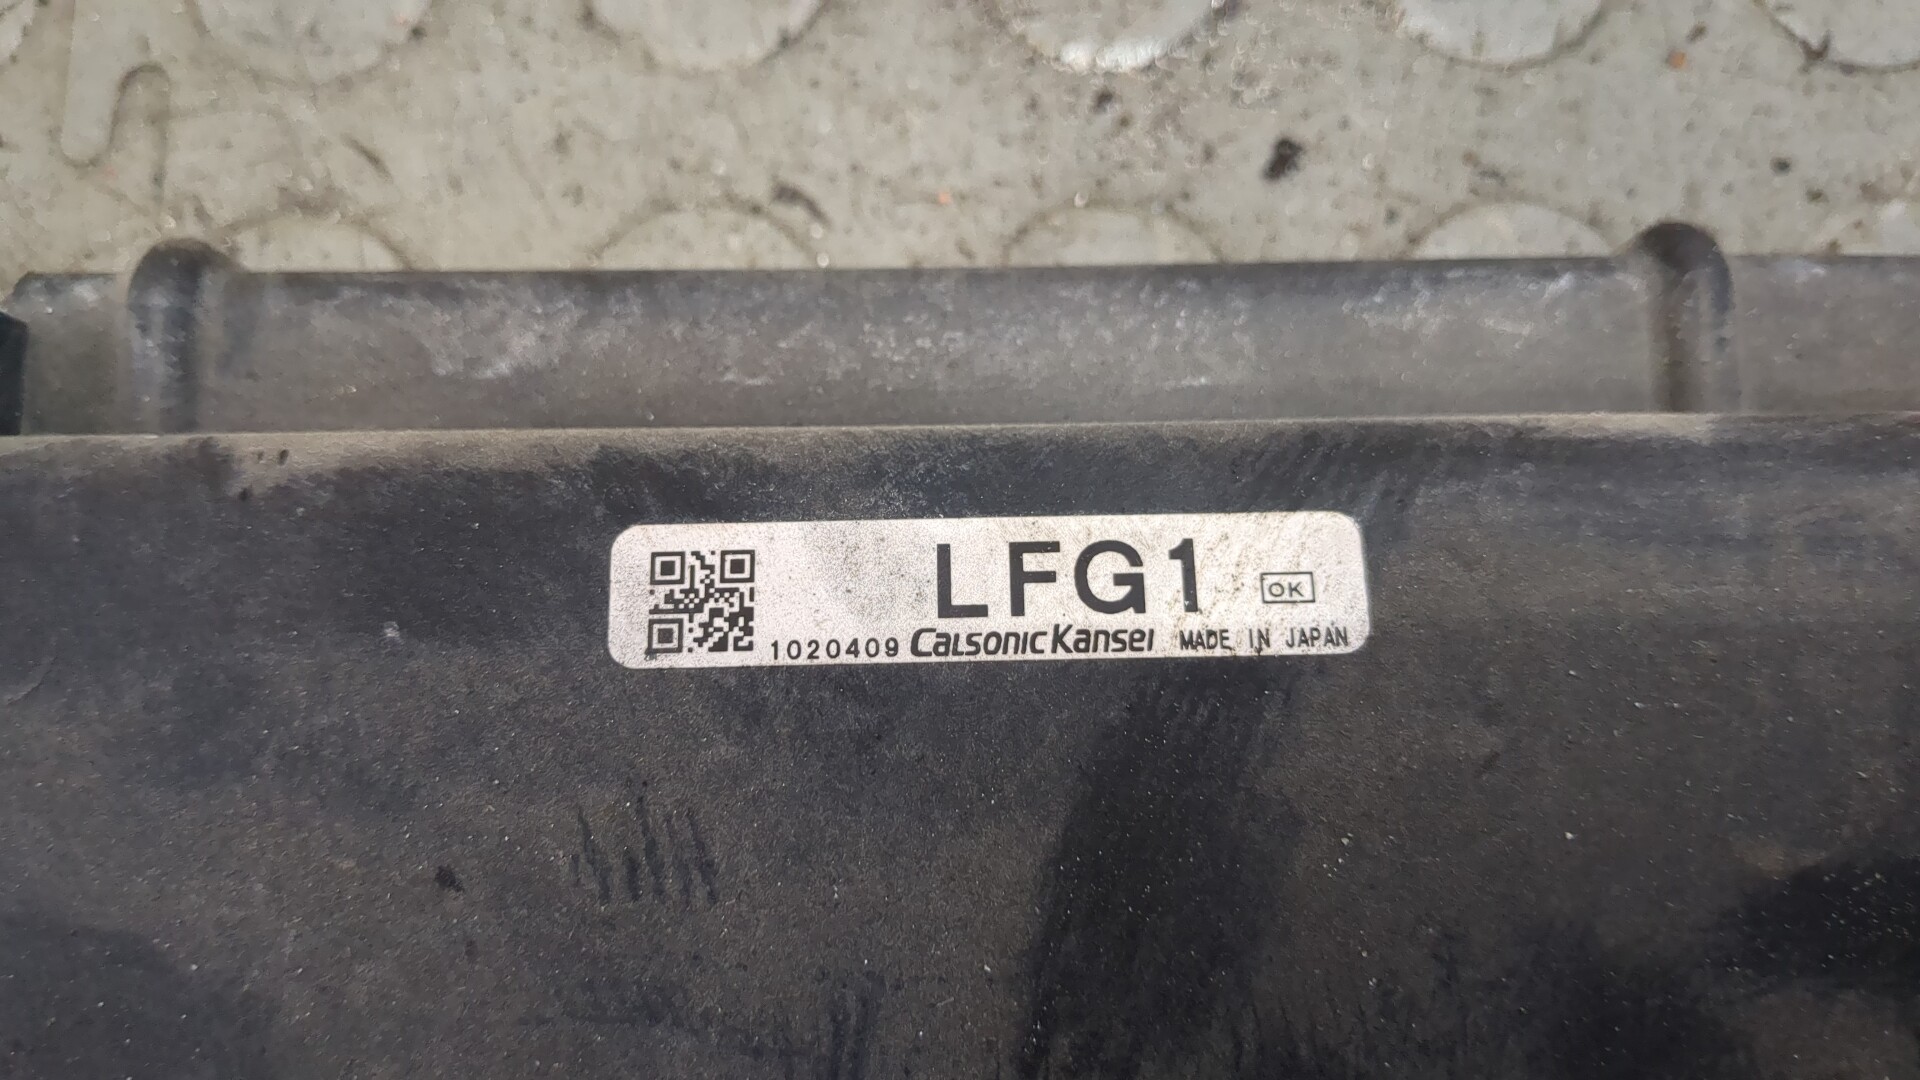 LFG1 OK
1020409 CalsonicKansei MADE IN JAPAN